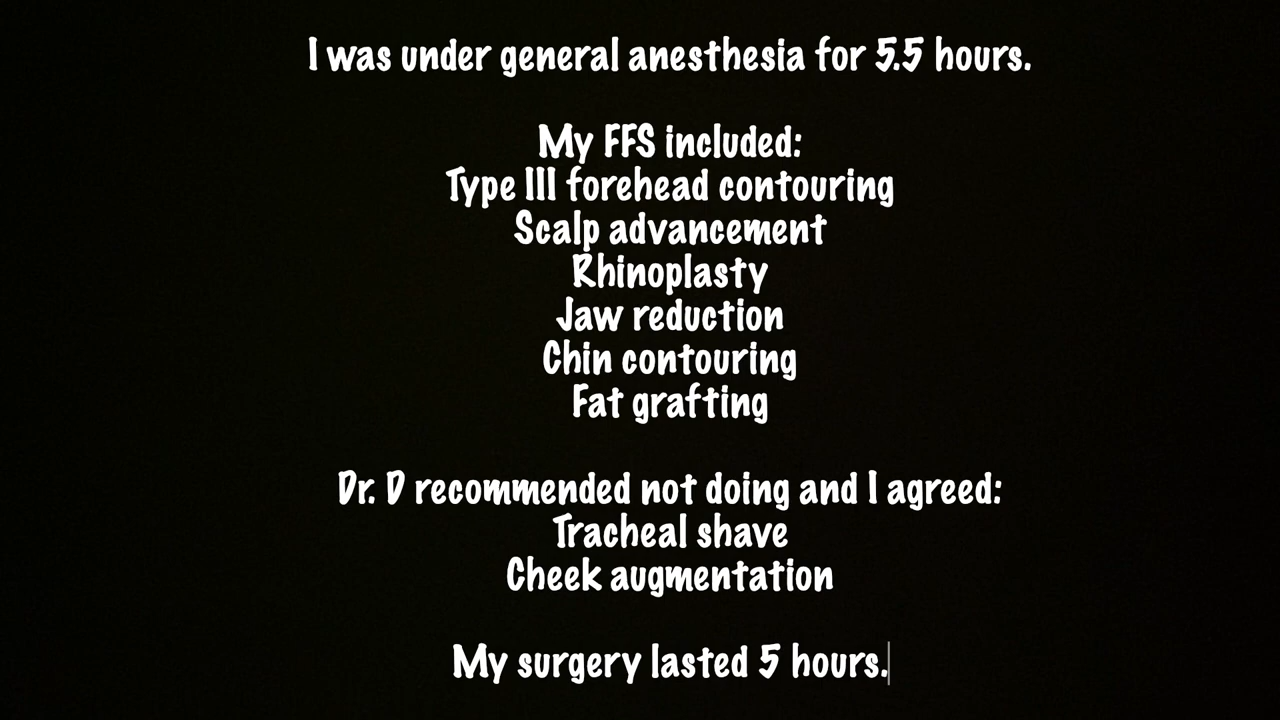 I was under general anesthesia for 5.5 hours.
My FFS included:
Type III forehead contouring
Scalp advancement
Rhinoplasty
Jaw reduction
Chin contouring
Fat grafting
Dr. D recommended not doing and I agreed:
Tracheal shave
Cheek augmentation
My surgery lasted 5 hours.